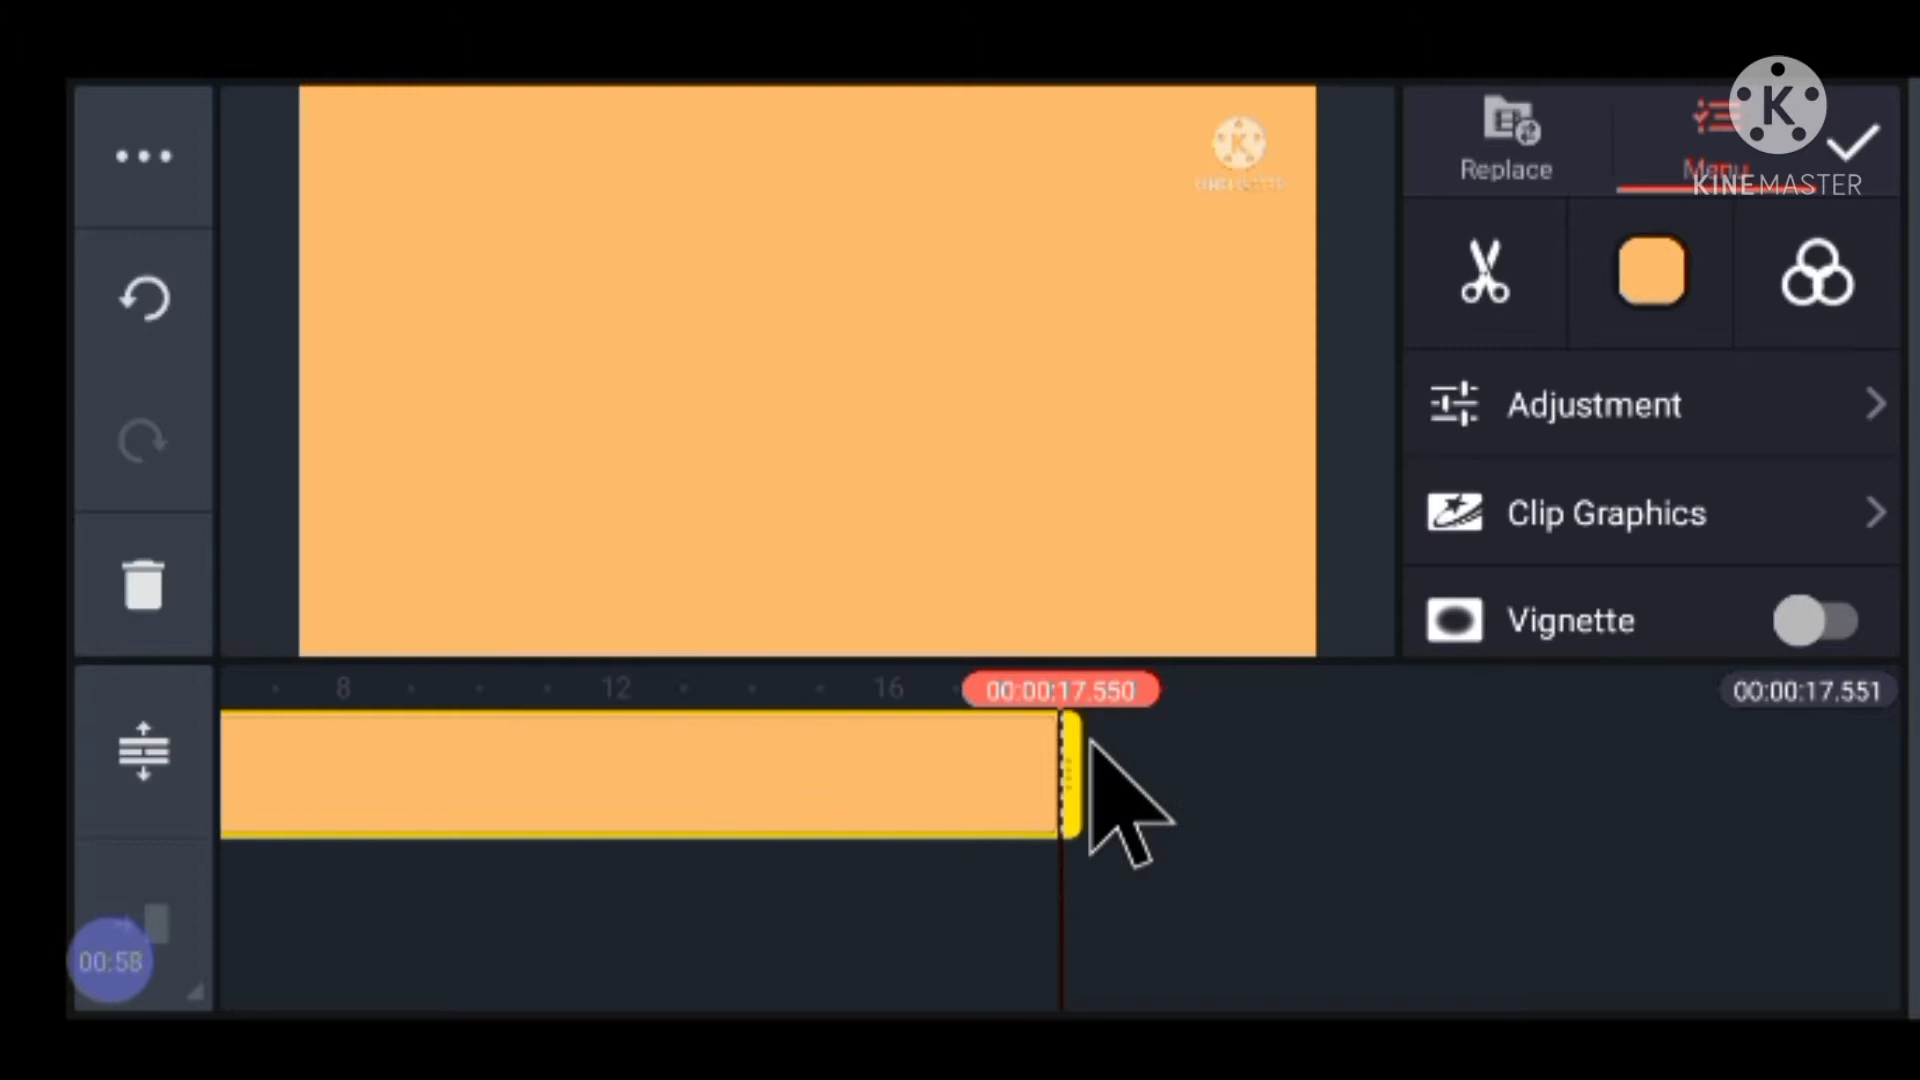 Replace
Menu
K
KINEMASTER
K
Adjustment
Clip Graphics
Vignette
8
12
16
00:00:17.550
00:00:17.551
00:58